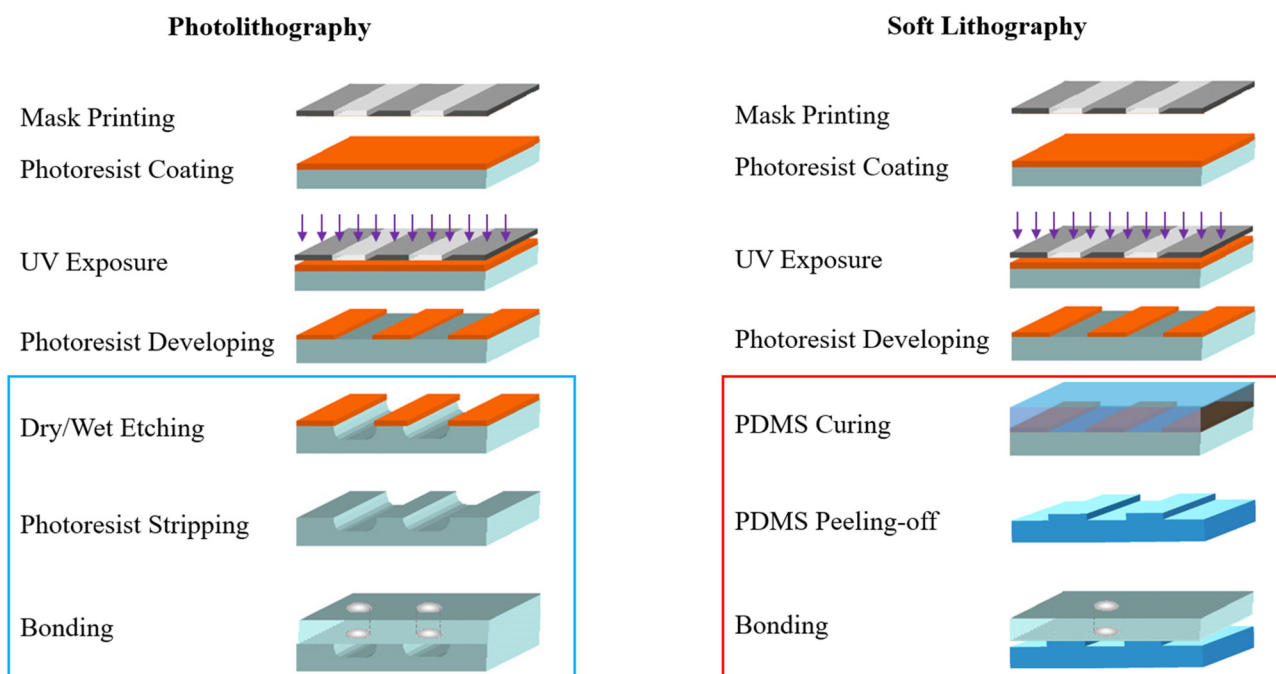 Photolithography
Mask Printing
Photoresist Coating
UV Exposure
Photoresist Developing
Dry/Wet Etching
Photoresist Stripping
Bonding
Soft Lithography
Mask Printing
Photoresist Coating
UV Exposure
Photoresist Developing
PDMS Curing
PDMS Peeling-off
Bonding